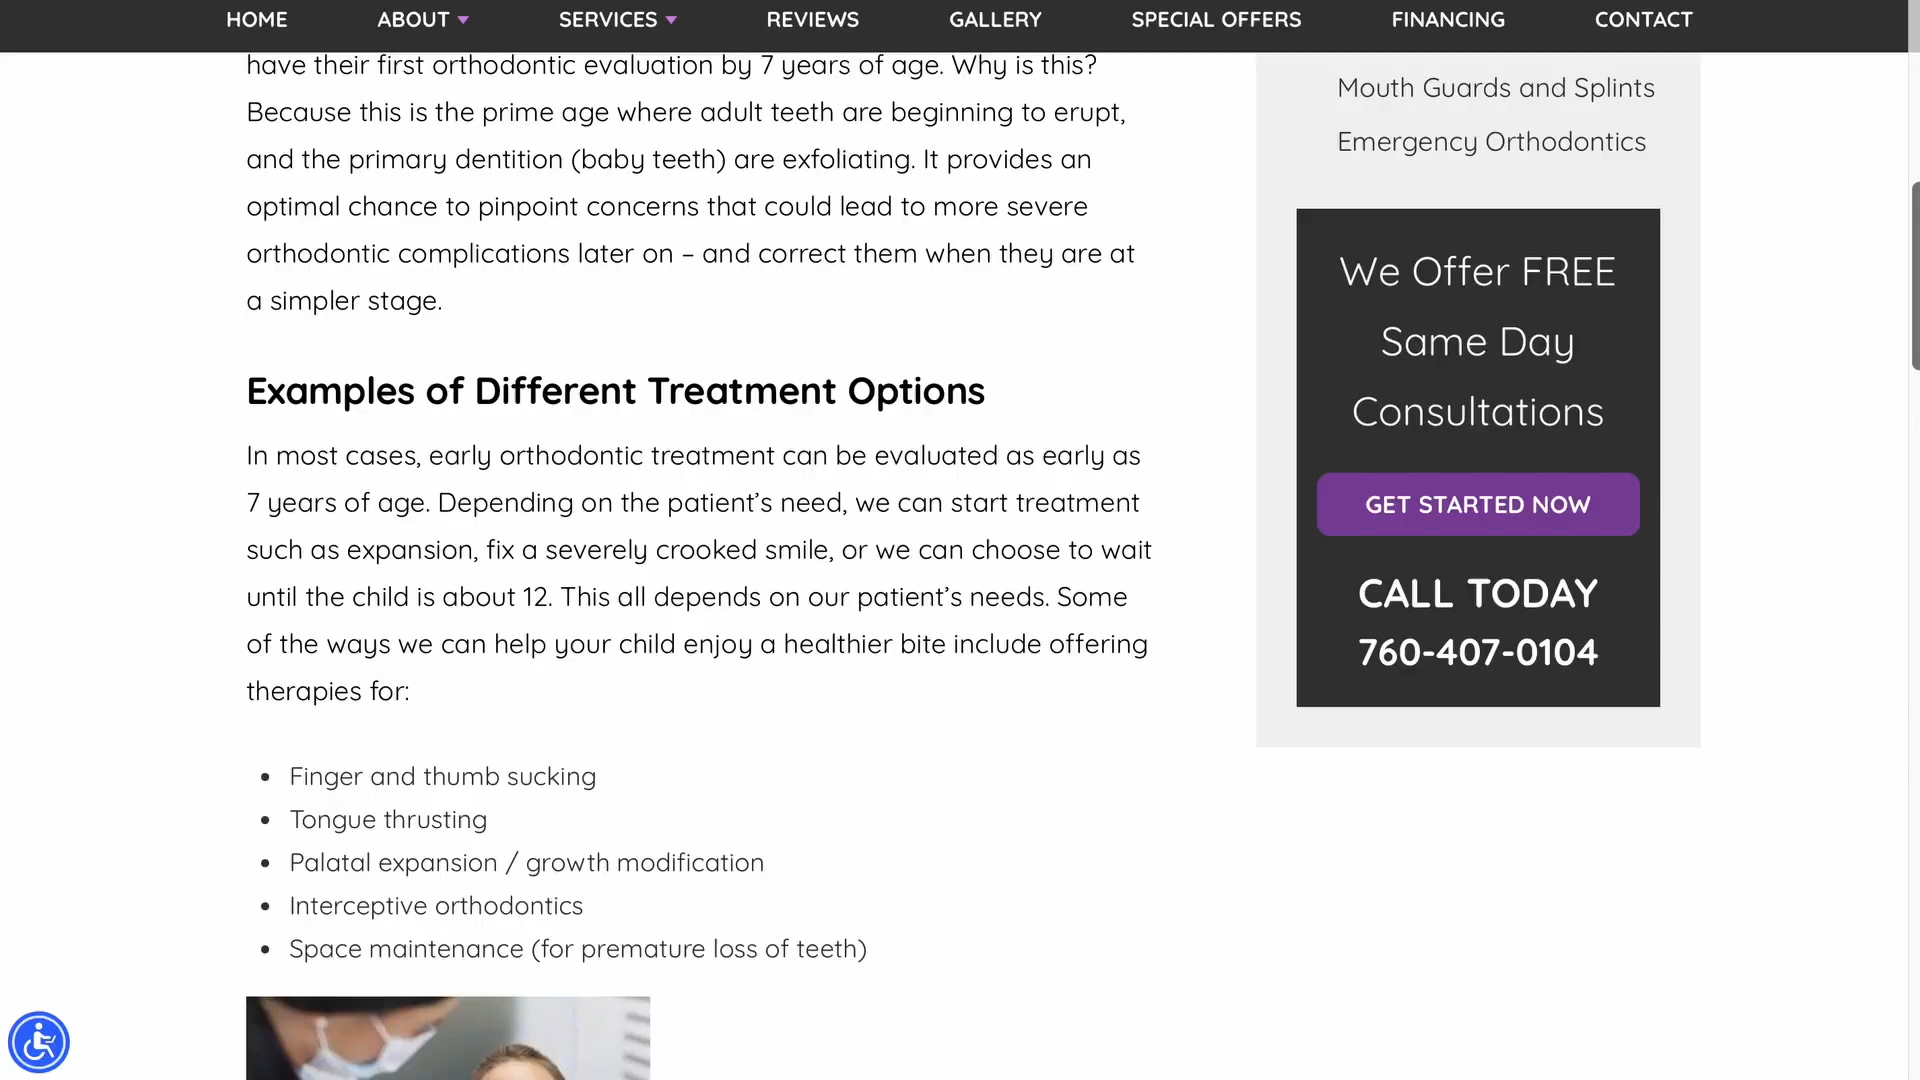 HOME ABOUT SERVICES REVIEWS GALLERY SPECIAL OFFERS FINANCING CONTACT
have their first orthodontic evaluation by 7 years of age. Why is this?
Because this is the prime age where adult teeth are beginning to erupt,
and the primary dentition (baby teeth) are exfoliating. It provides an
optimal chance to pinpoint concerns that could lead to more severe
orthodontic complications later on – and correct them when they are at
a simpler stage.
Examples of Different Treatment Options
In most cases, early orthodontic treatment can be evaluated as early as
7 years of age. Depending on the patient’s need, we can start treatment
such as expansion, fix a severely crooked smile, or we can choose to wait
until the child is about 12. This all depends on our patient’s needs. Some
of the ways we can help your child enjoy a healthier bite include offering
therapies for:
• Finger and thumb sucking
• Tongue thrusting
• Palatal expansion / growth modification
• Interceptive orthodontics
• Space maintenance (for premature loss of teeth)
Mouth Guards and Splints
Emergency Orthodontics
We Offer FREE
Same Day
Consultations
GET STARTED NOW
CALL TODAY
760-407-0104